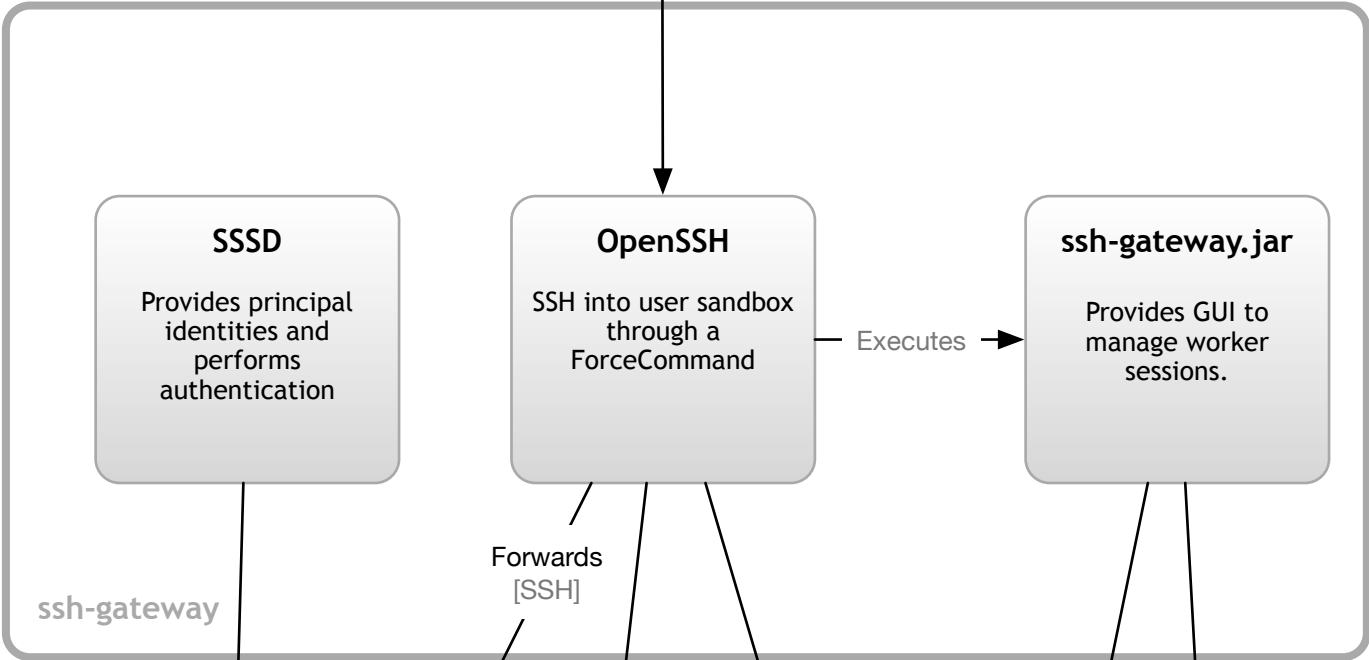 SSSD
Provides principal
identities and
performs
authentication
OpenSSH
SSH into user sandbox
through a
ForceCommand
Executes
ssh-gateway.jar
Provides GUI to
manage worker
sessions.
Forwards
[SSH]
ssh-gateway